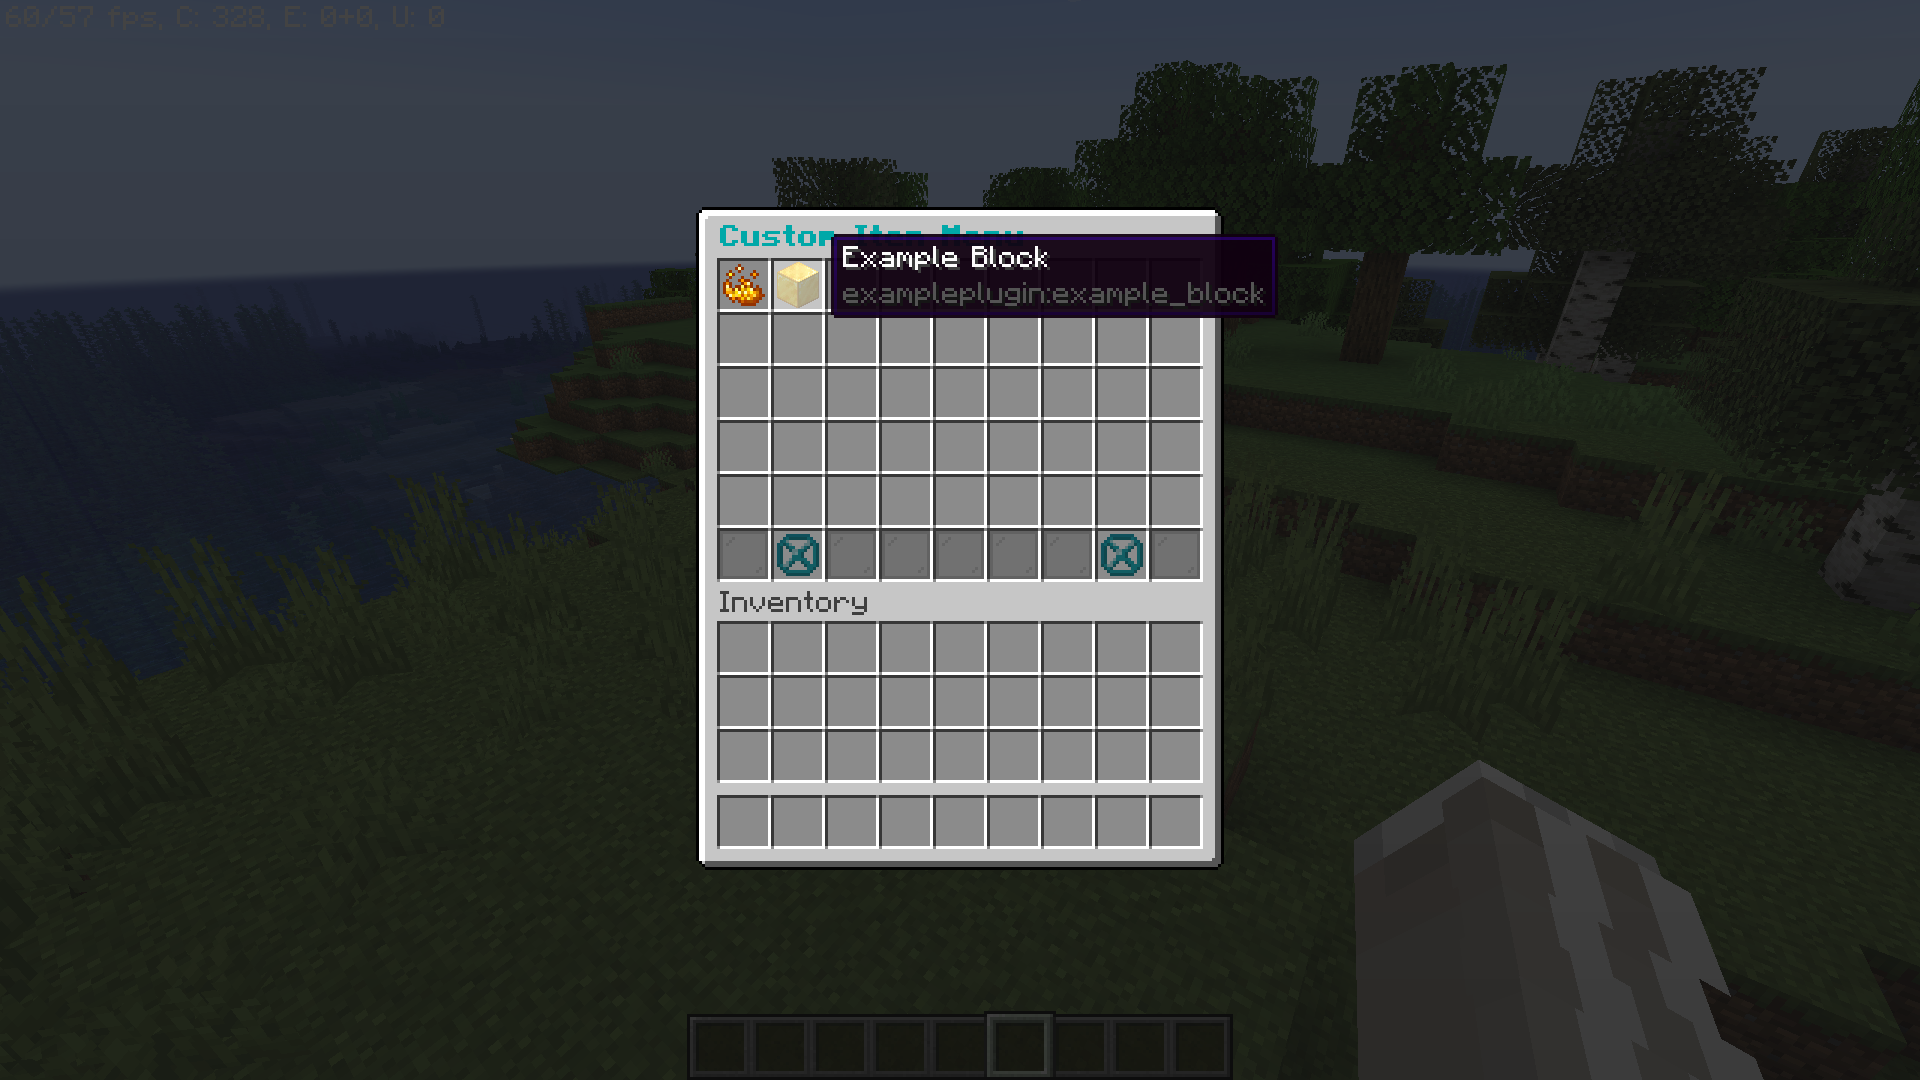 60/57 fps, C: 328, E: 0+0, U: 0
Custom Item Menu
Example Block
exampleplugin:example_block
Inventory